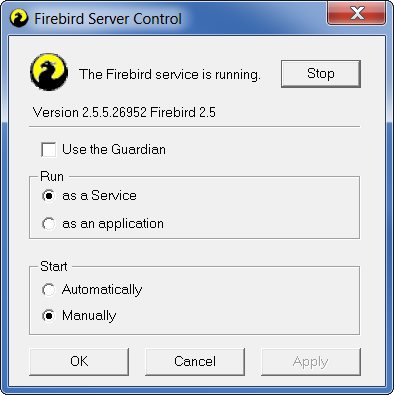 Firebird Server Control
The Firebird service is running.
Stop
Version 2.5.5.26952 Firebird 2.5
Use the Guardian
Run
as a Service
as an application
Start
Automatically
Manually
OK
Cancel
Apply